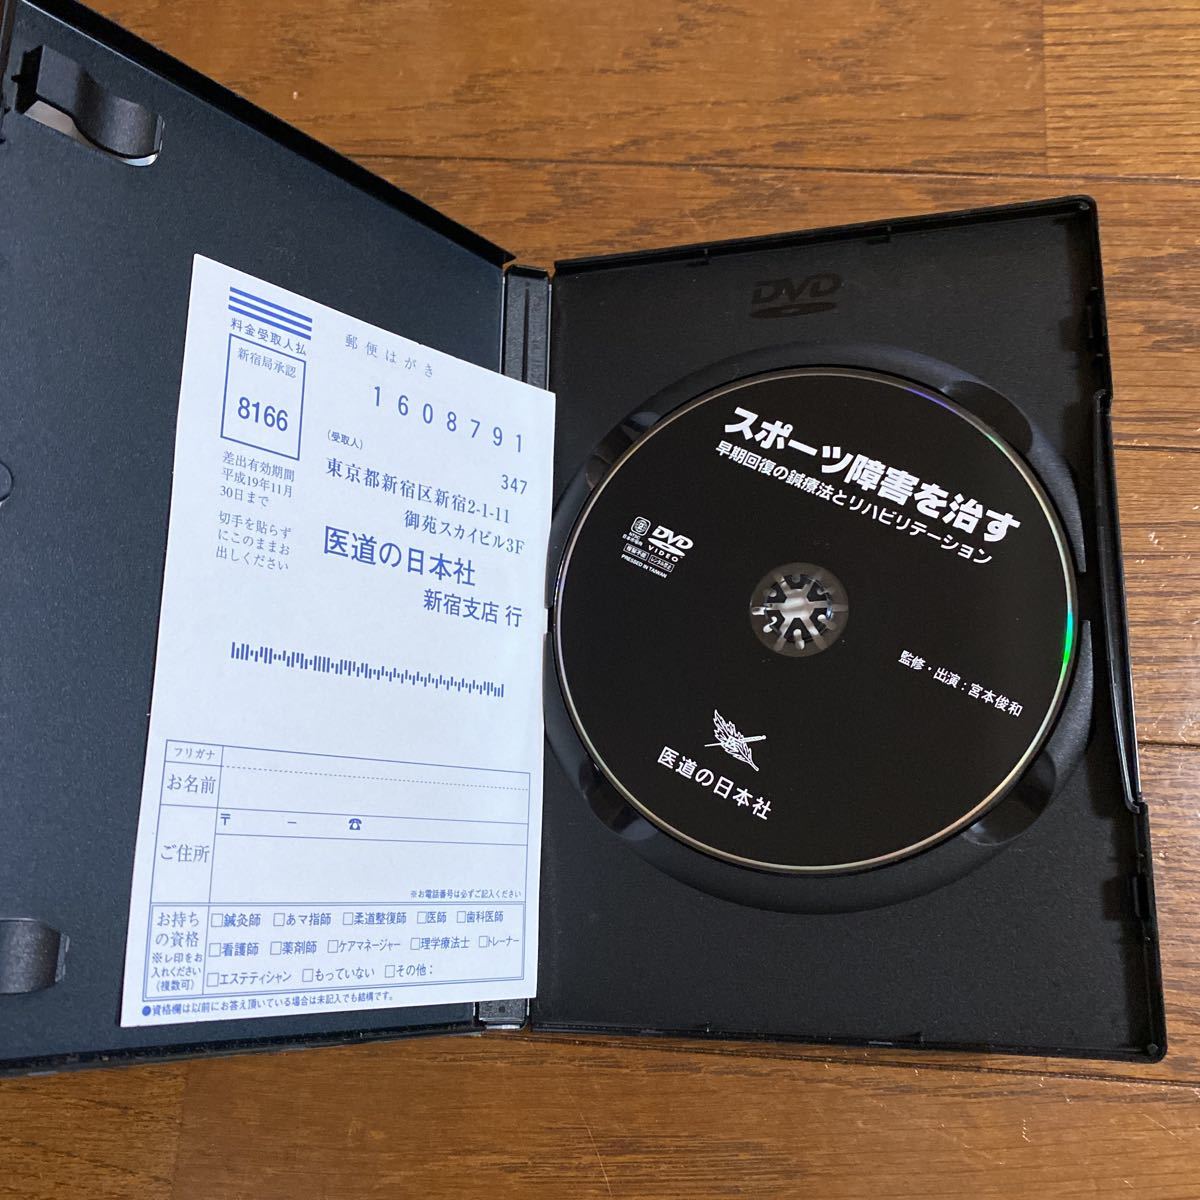 料金受取人払
新宿局承認
8166
差出有効期間
平成19年11月
30日まで
切手を貼らず
にこのままお
出しください
郵便はがき
1608791
(受取人)
347
東京都新宿区新宿2-1-11
御苑スカイビル3F
医道の日本社
新宿支店 行
フリガナ
お名前
ご住所
〒 － ☎
※お電話番号は必ずご記入ください
お持ち
の資格
※レ印をお
入れください
(複数可)
□鍼灸師 □あマ指師 □柔道整復師 □医師 □歯科医師
□看護師 □薬剤師 □ケアマネージャー □理学療法士 □トレーナー
□エステティシャン □もっていない □その他：
●資格欄は以前にお答え頂いている場合は未記入でも結構です。
DVD
スポーツ障害を治す
早期回復の鍼療法とリハビリテーション
DVD
VIDEO
複製不能
レンタル禁止
PRESSED IN TAIWAN
監修・出演：宮本俊和
医
医道の日本社